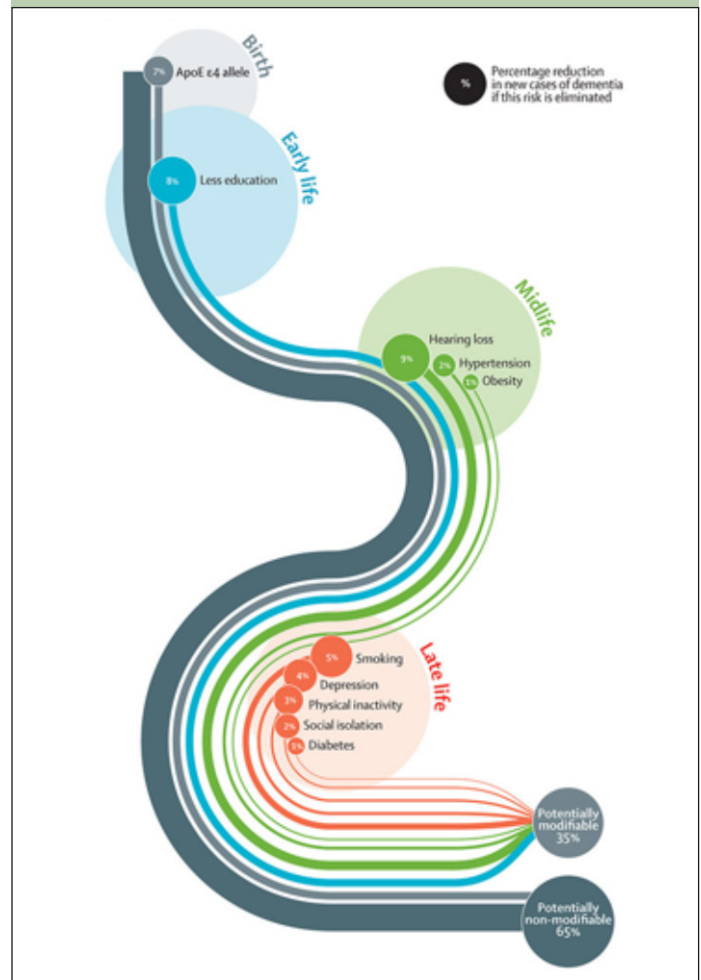 Birth
7%
ApoE ε4 allele
%
Percentage reduction
in new cases of dementia
if this risk is eliminated
Early life
8%
Less education
Midlife
Hearing loss
9%
2%
Hypertension
1%
Obesity
Late life
5%
Smoking
4%
Depression
3%
Physical inactivity
2%
Social isolation
1%
Diabetes
Potentially
modifiable
35%
Potentially
non-modifiable
65%